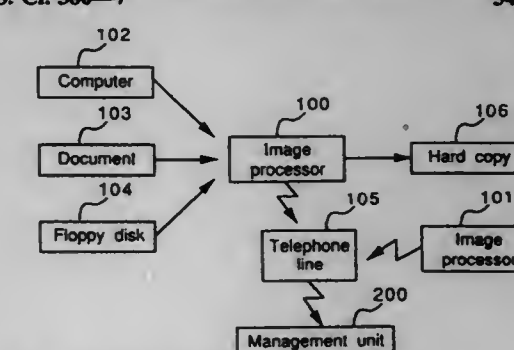 102
Computer
103
Document
104
Floppy disk
100
Image
processor
106
Hard copy
105
Telephone
line
101
Image
processor
200
Management unit